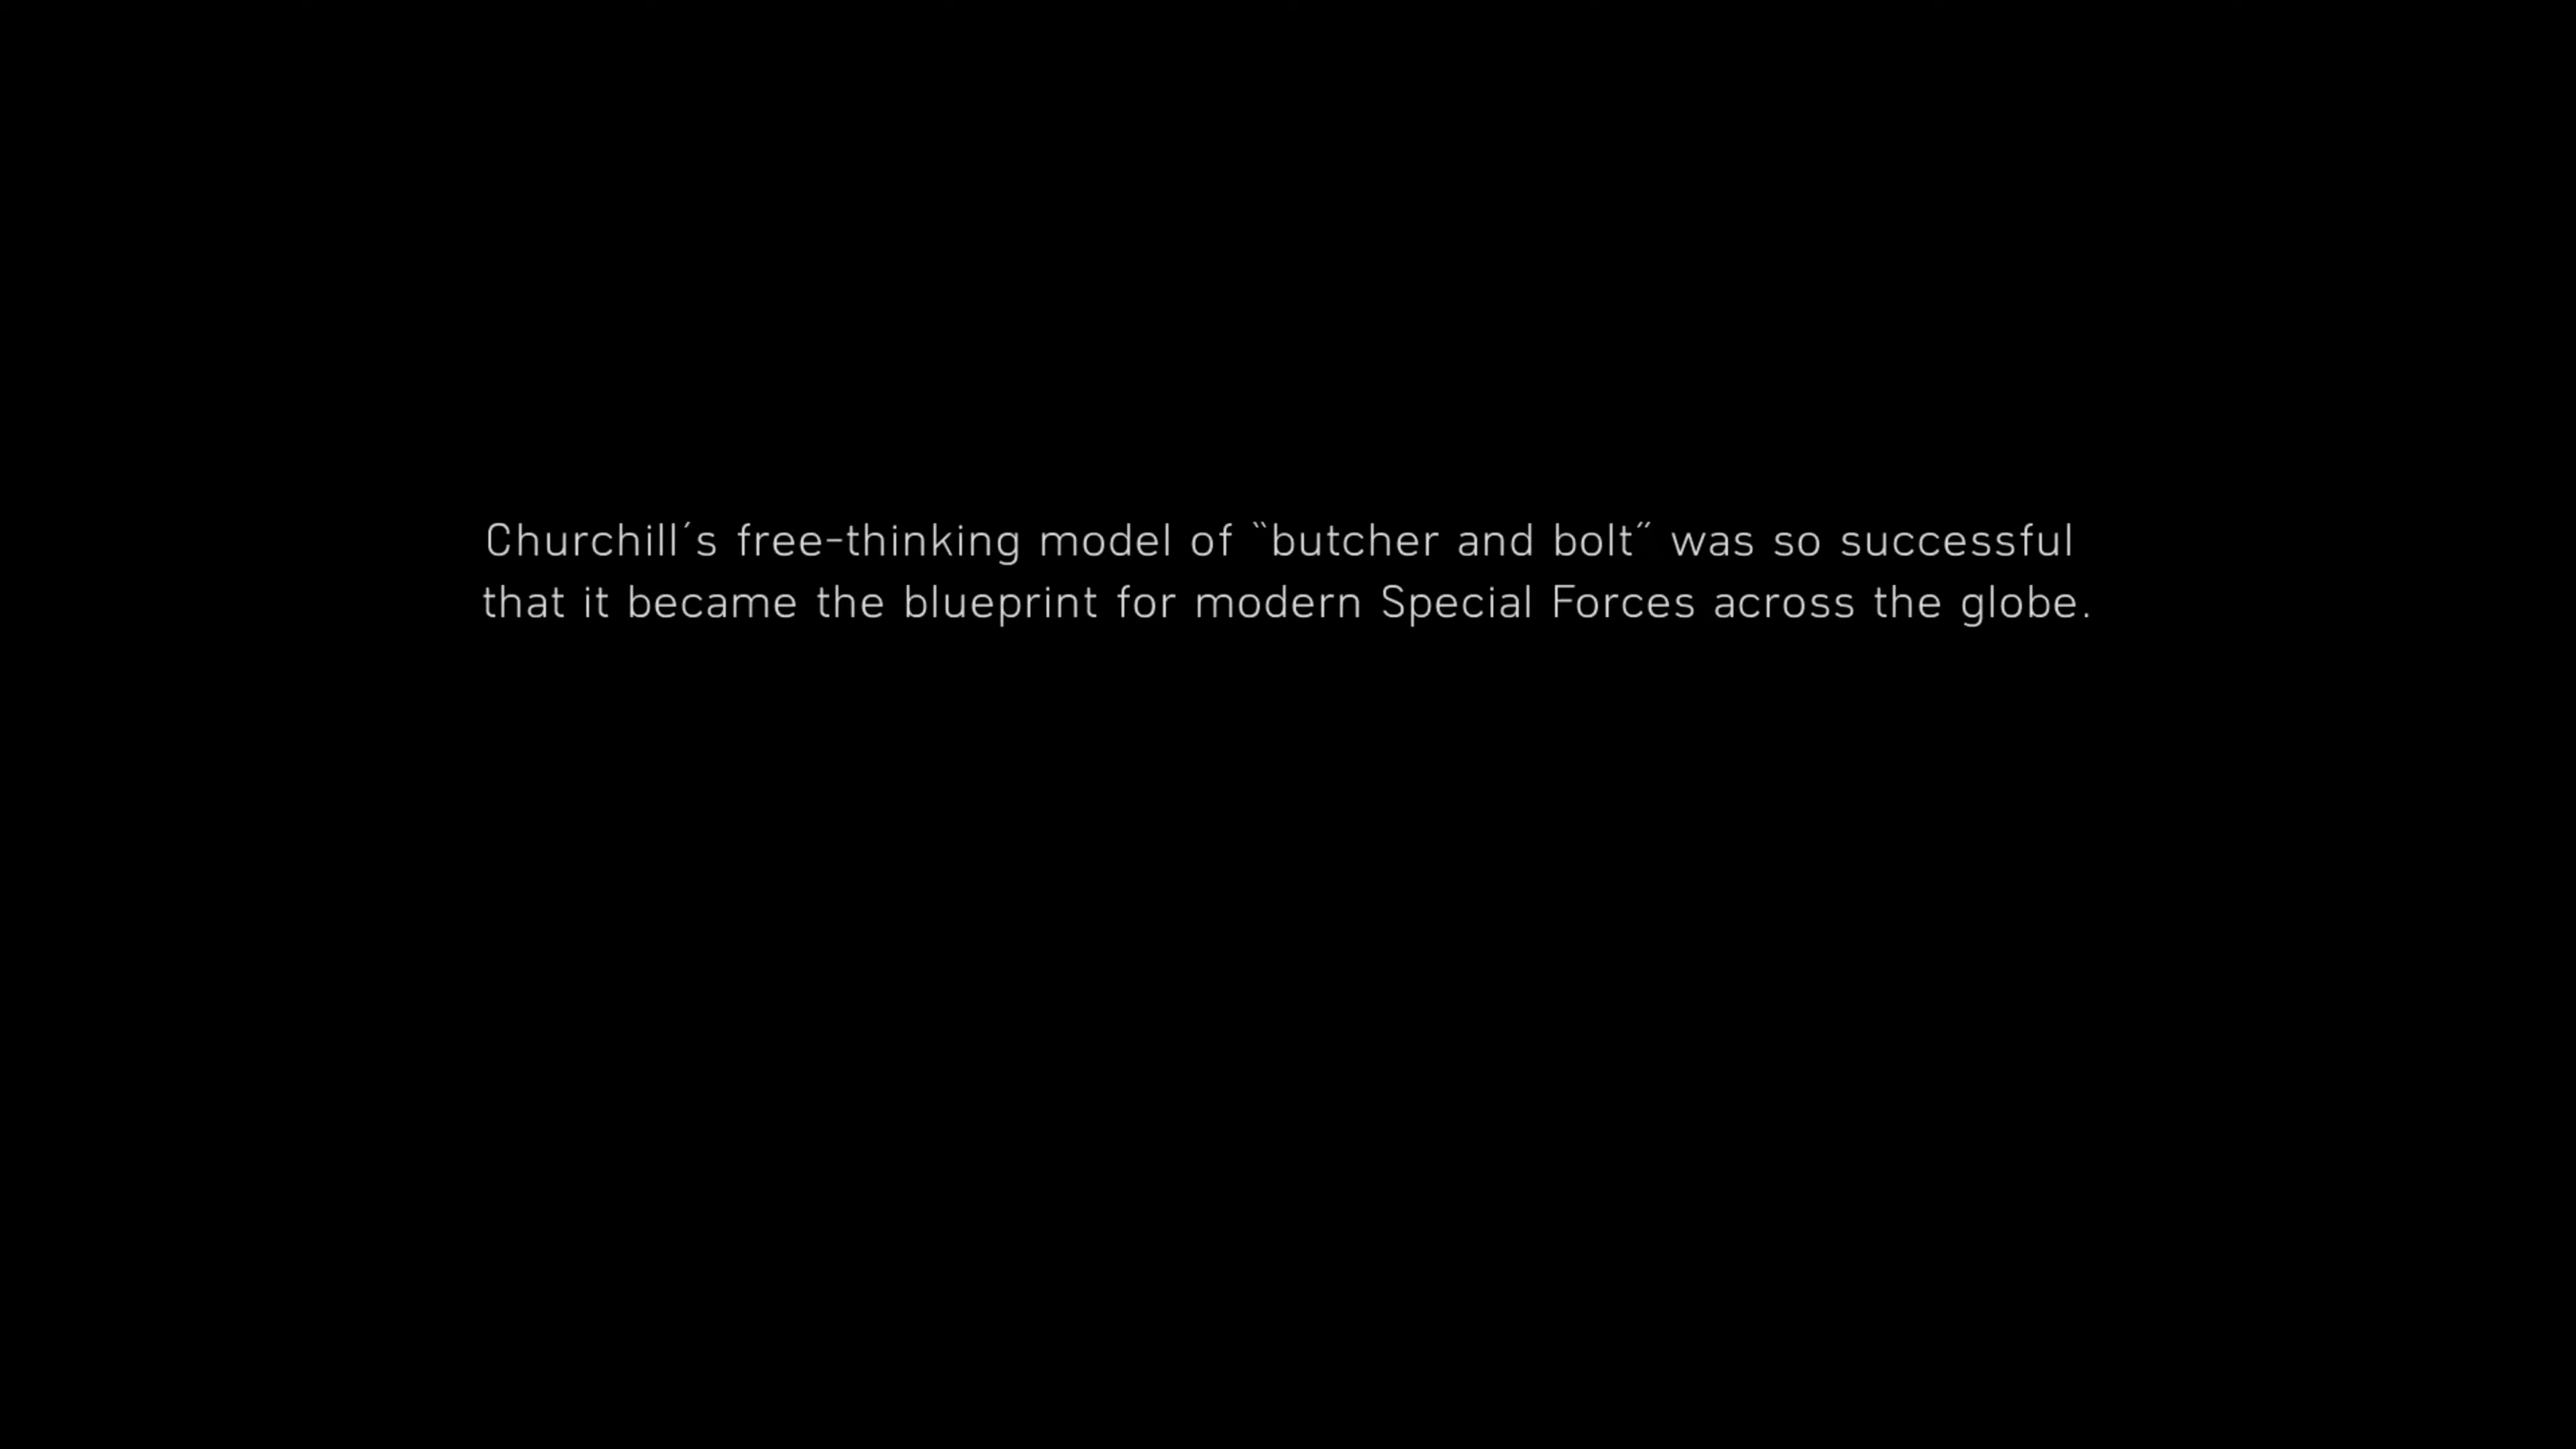 Churchill´s free-thinking model of ‟butcher and bolt˝ was so successful
that it became the blueprint for modern Special Forces across the globe.